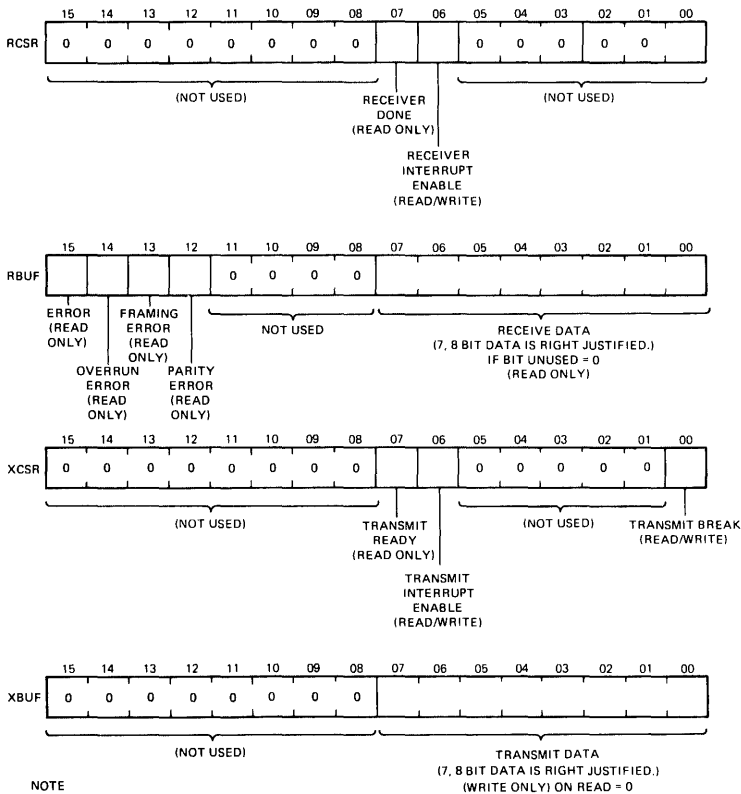 15 14 13 12 11 10 09 08 07 06 05 04 03 02 01 00
RCSR 0 0 0 0 0 0 0 0 0 0 0 0 0
(NOT USED)
RECEIVER
DONE
(READ ONLY)
(NOT USED)
RECEIVER
INTERRUPT
ENABLE
(READ/WRITE)
15 14 13 12 11 10 09 08 07 06 05 04 03 02 01 00
RBUF 0 0 0 0
ERROR
(READ
ONLY)
FRAMING
ERROR
(READ
ONLY)
NOT USED
RECEIVE DATA
(7, 8 BIT DATA IS RIGHT JUSTIFIED.)
IF BIT UNUSED = 0
(READ ONLY)
OVERRUN
ERROR
(READ
ONLY)
PARITY
ERROR
(READ
ONLY)
15 14 13 12 11 10 09 08 07 06 05 04 03 02 01 00
XCSR 0 0 0 0 0 0 0 0 0 0 0 0 0
(NOT USED)
TRANSMIT
READY
(READ ONLY)
(NOT USED)
TRANSMIT BREAK
(READ/WRITE)
TRANSMIT
INTERRUPT
ENABLE
(READ/WRITE)
15 14 13 12 11 10 09 08 07 06 05 04 03 02 01 00
XBUF 0 0 0 0 0 0 0 0
(NOT USED)
TRANSMIT DATA
(7, 8 BIT DATA IS RIGHT JUSTIFIED.)
(WRITE ONLY) ON READ = 0
NOTE